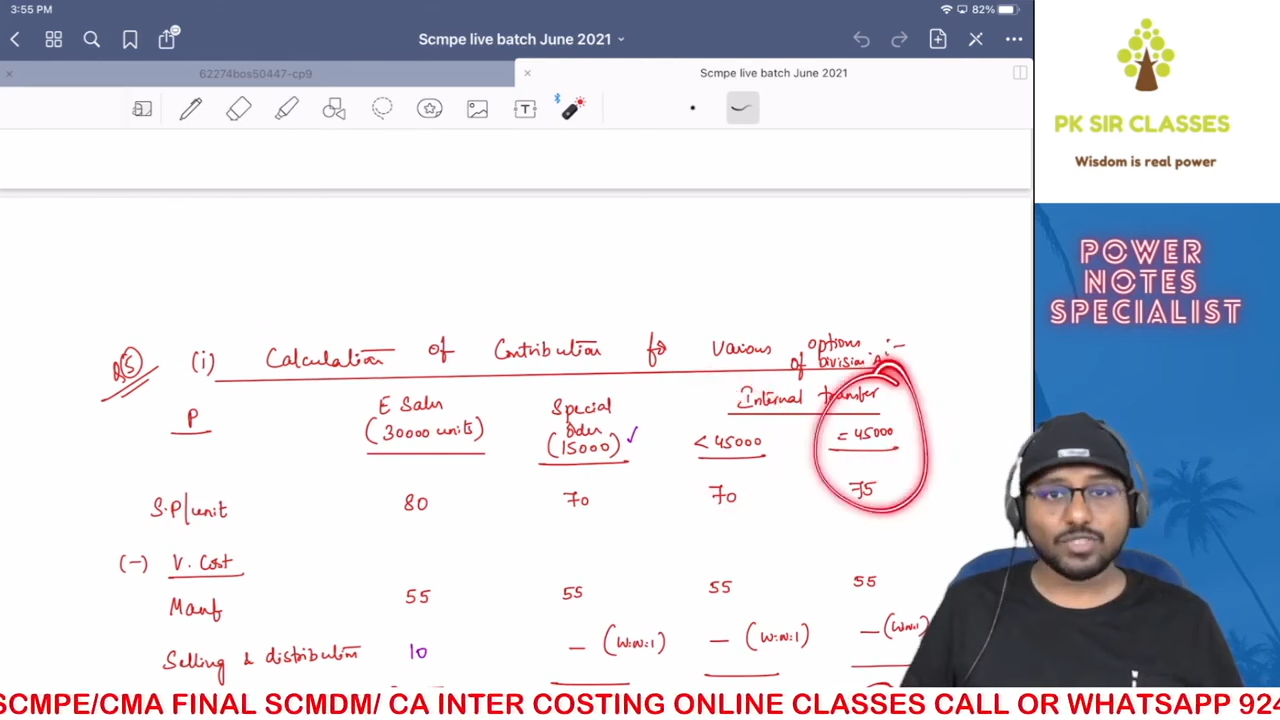 3:55 PM
82%
Scmpe live batch June 2021
62274bos50447-cp9
Scmpe live batch June 2021
T
PK SIR CLASSES
Wisdom is real power
POWER
NOTES
SPECIALIST
Q5 (i) Calculation of Contribution for Various options of Division A:-
Internal transfer
P E Sales (30000 units) Special Order (15000) ✓ < 45000 = 45000
S.P/unit 80 70 70 75
(-) V. Cost
Manf 55 55 55 55
Selling & distribution 10 - (W.N:1) - (W.N:1) - (W.N:1)
SCMPE/CMA FINAL SCMDM/ CA INTER COSTING ONLINE CLASSES CALL OR WHATSAPP 924